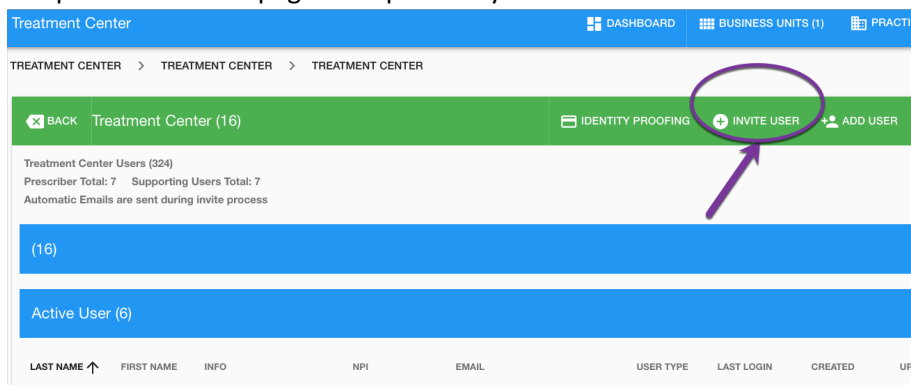 Treatment Center DASHBOARD BUSINESS UNITS (1) PRACTI
TREATMENT CENTER > TREATMENT CENTER > TREATMENT CENTER
BACK Treatment Center (16) IDENTITY PROOFING INVITE USER ADD USER
Treatment Center Users (324)
Prescriber Total: 7 Supporting Users Total: 7
Automatic Emails are sent during invite process
(16)
Active User (6)
LAST NAME FIRST NAME INFO NPI EMAIL USER TYPE LAST LOGIN CREATED UP